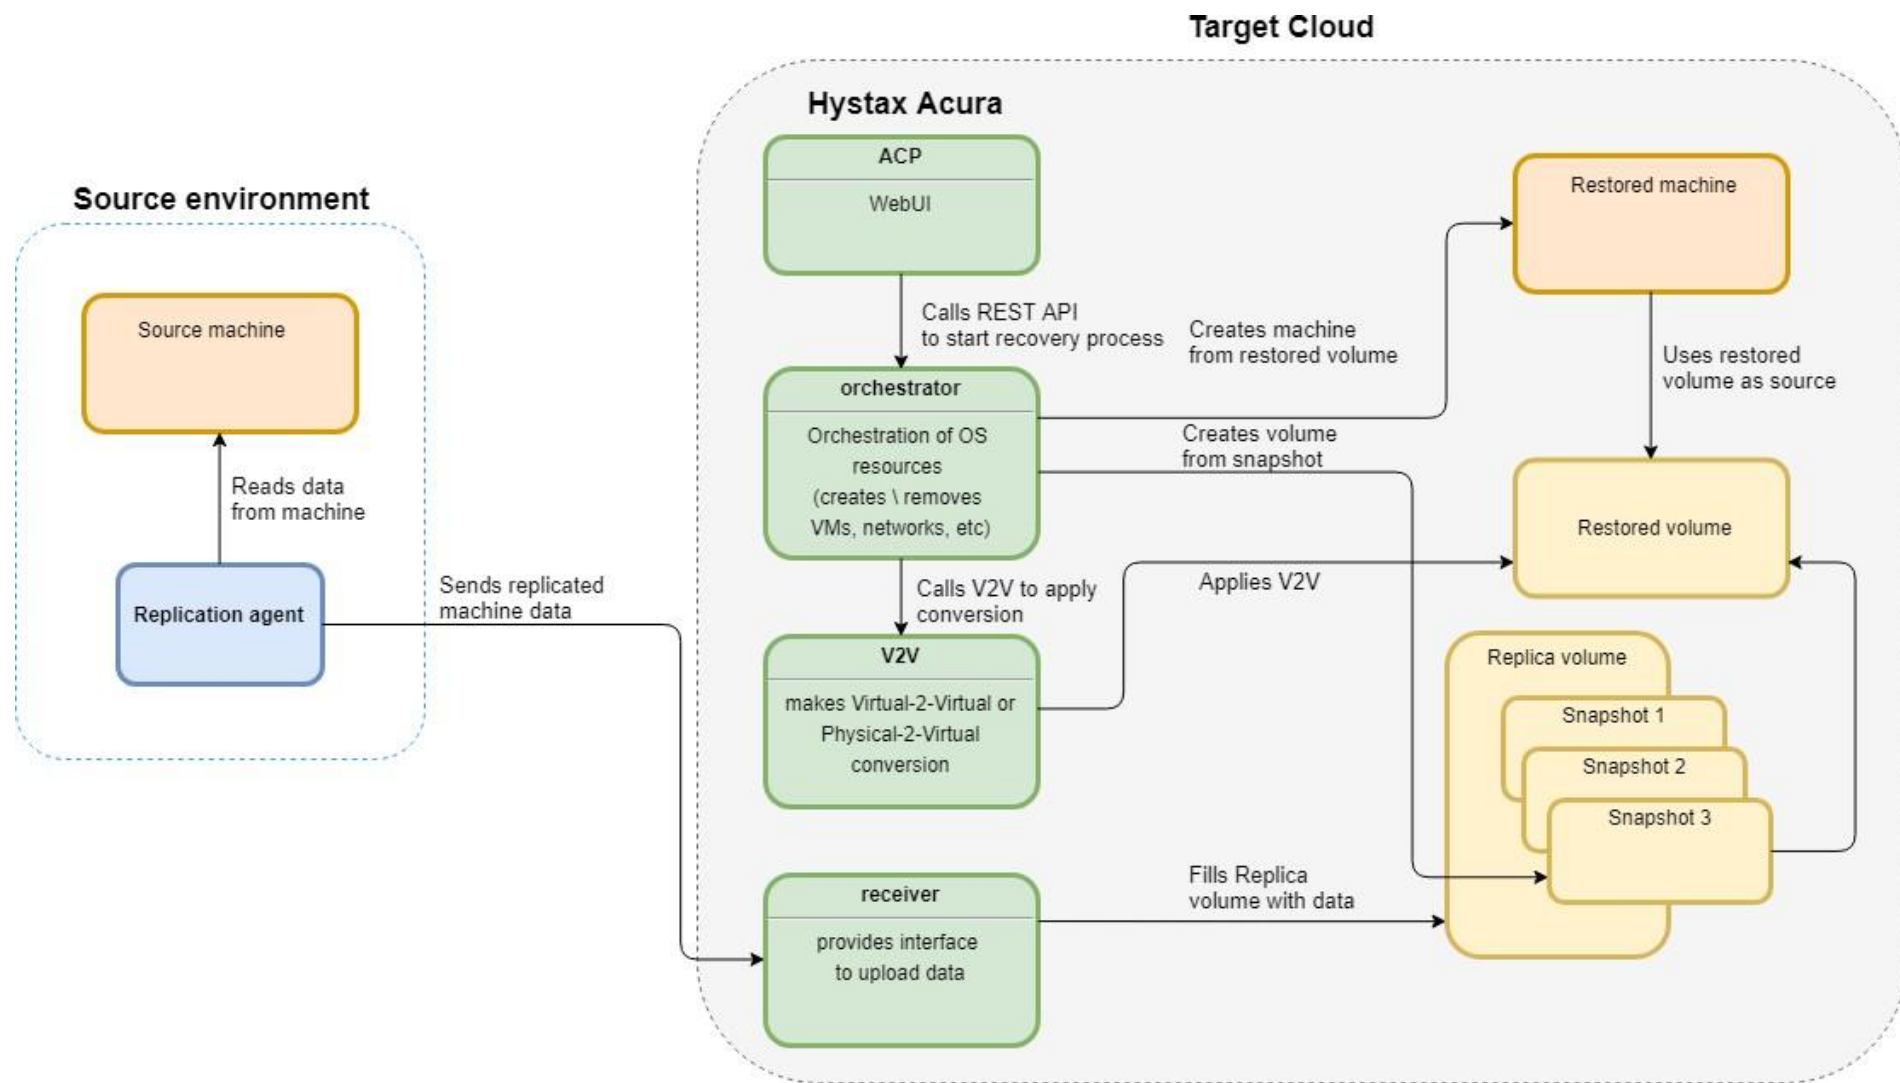 Target Cloud
Hystax Acura
Source environment
Source machine
Reads data
from machine
Replication agent
Sends replicated
machine data
ACP
WebUI
Calls REST API
to start recovery process
orchestrator
Orchestration of OS
resources
(creates \ removes
VMs, networks, etc)
Calls V2V to apply
conversion
V2V
makes Virtual-2-Virtual or
Physical-2-Virtual
conversion
receiver
provides interface
to upload data
Creates machine
from restored volume
Creates volume
from snapshot
Applies V2V
Fills Replica
volume with data
Restored machine
Uses restored
volume as source
Restored volume
Replica volume
Snapshot 1
Snapshot 2
Snapshot 3